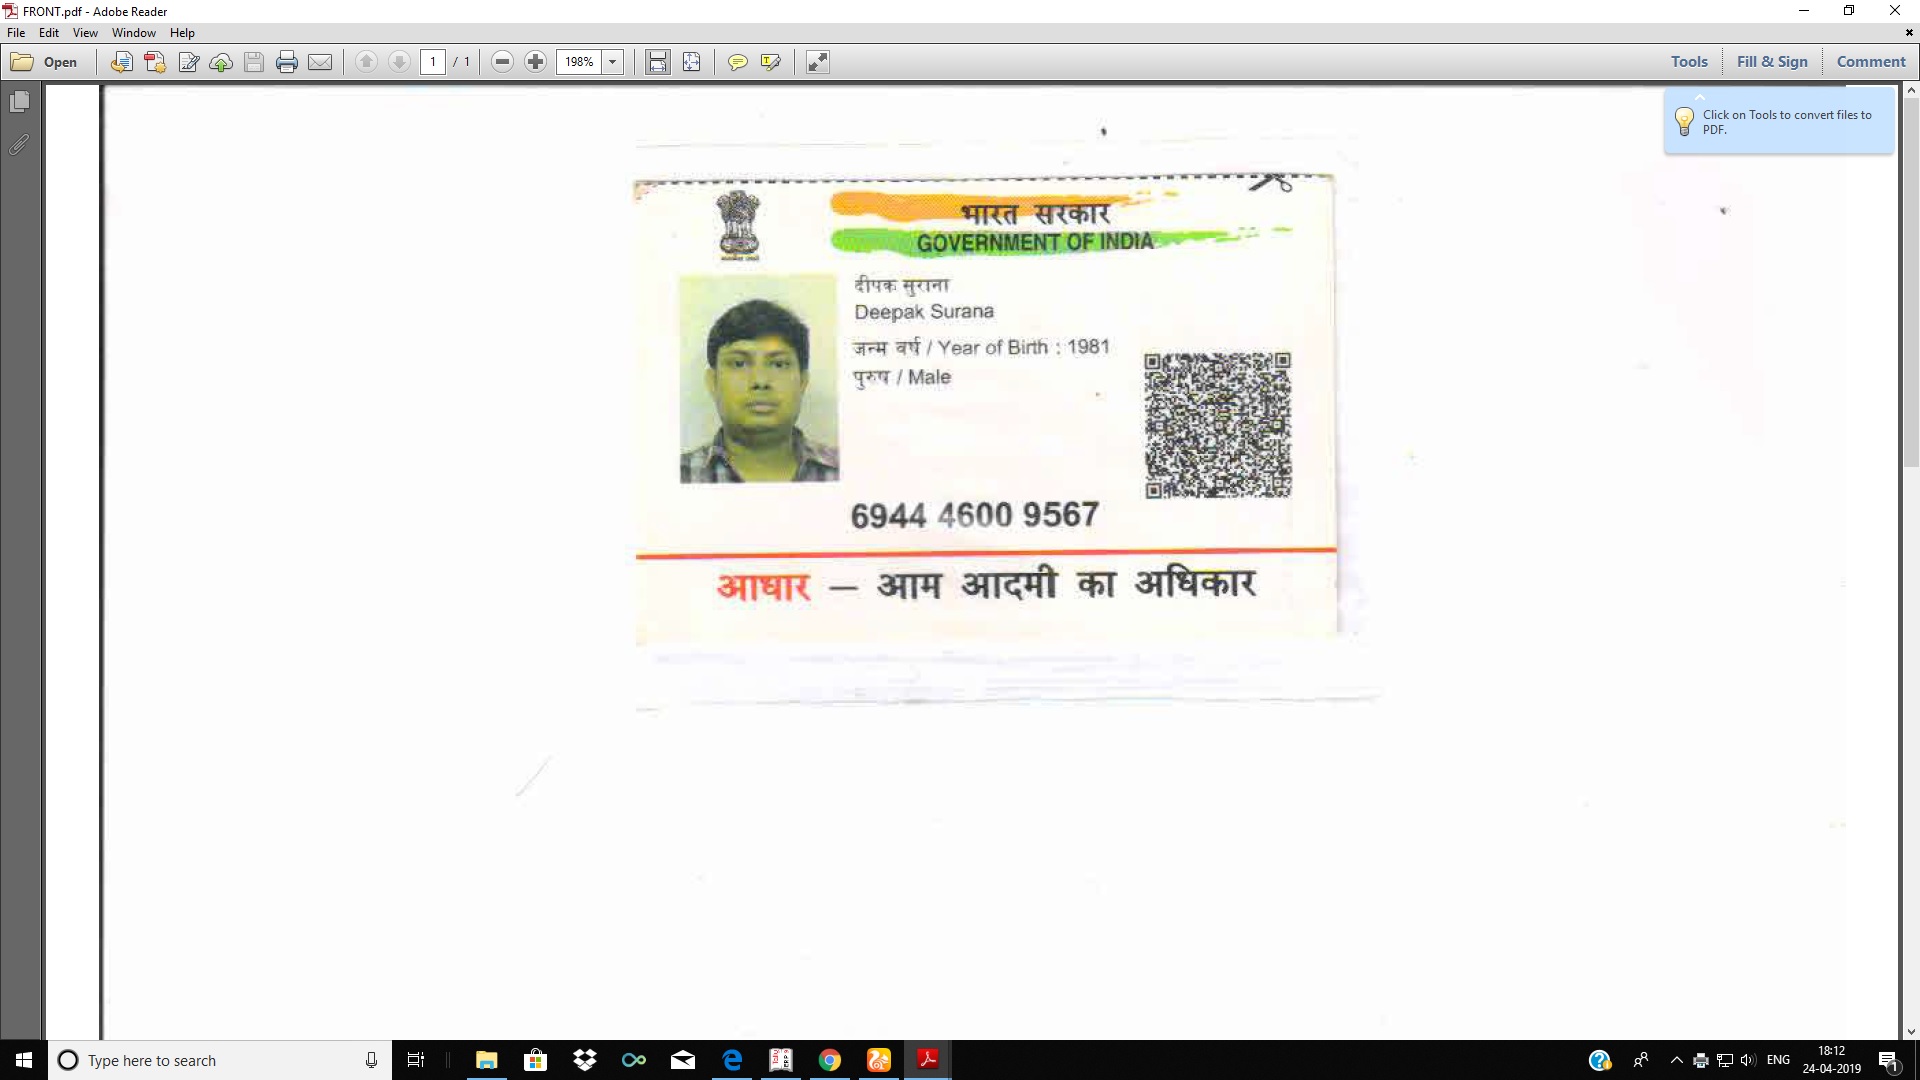 FRONT.pdf - Adobe Reader
File Edit View Window Help
Open 1 / 1 198% Tools Fill & Sign Comment
Click on Tools to convert files to
PDF.
भारत सरकार
GOVERNMENT OF INDIA
दीपक सुराना
Deepak Surana
जन्म वर्ष / Year of Birth : 1981
पुरुष / Male
6944 4600 9567
आधार — आम आदमी का अधिकार
Type here to search
ENG
18:12
24-04-2019
1